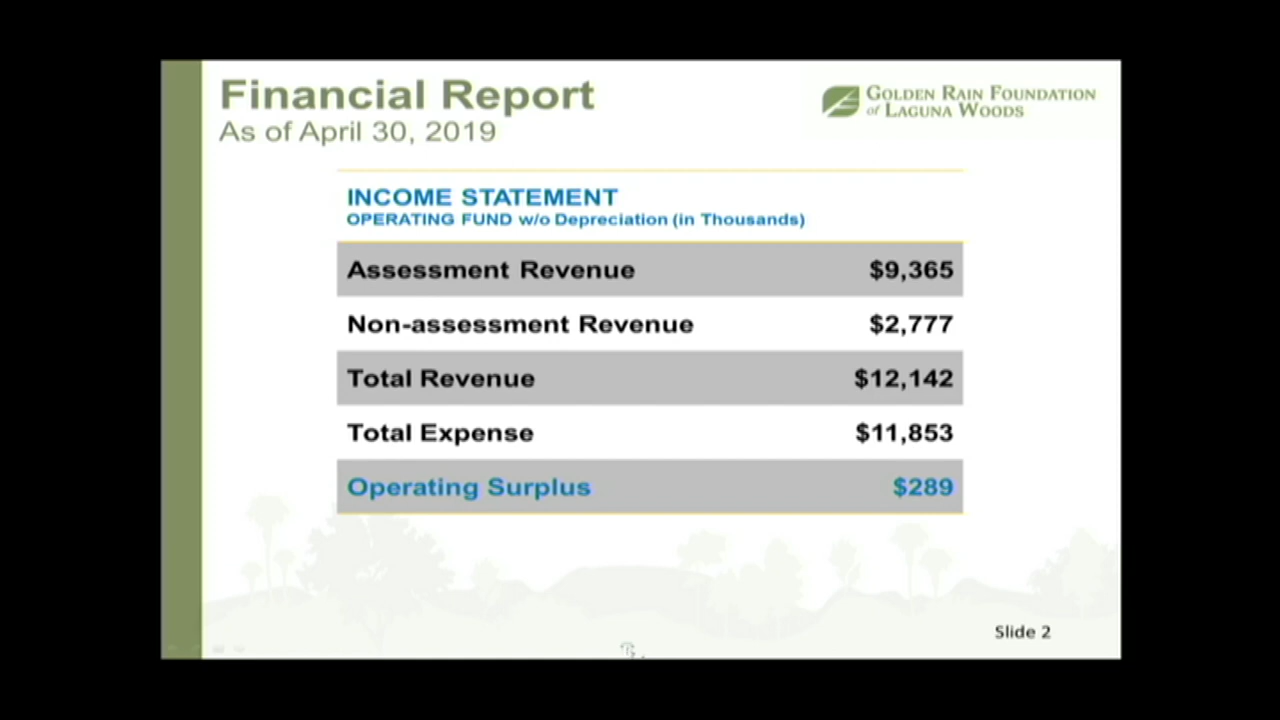 Financial Report
As of April 30, 2019
GOLDEN RAIN FOUNDATION
of LAGUNA WOODS
INCOME STATEMENT
OPERATING FUND w/o Depreciation (in Thousands)
Assessment Revenue $9,365
Non-assessment Revenue $2,777
Total Revenue $12,142
Total Expense $11,853
Operating Surplus $289
Slide 2